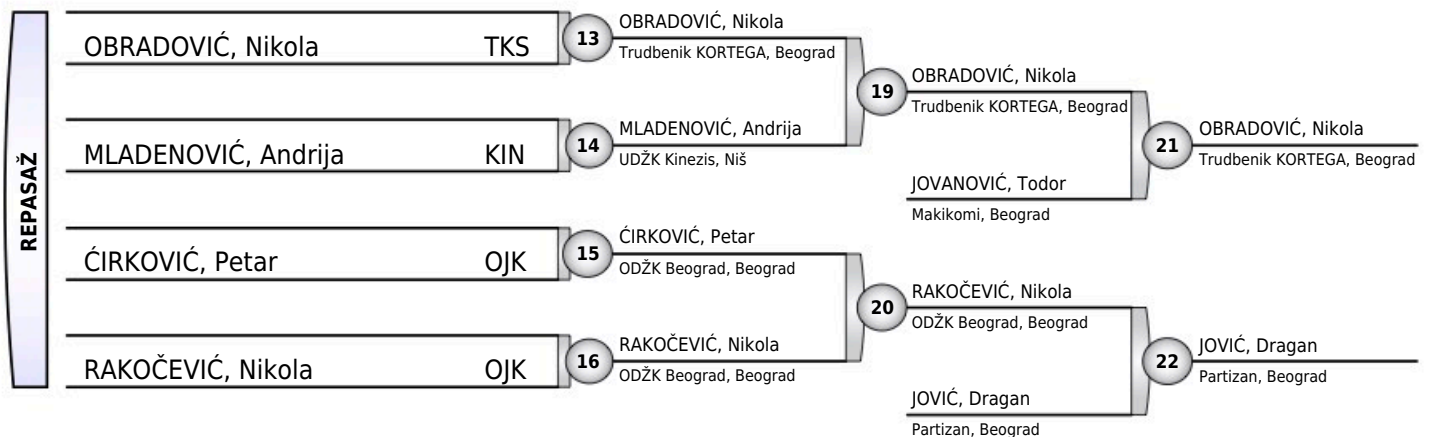 REPASAŽ
OBRADOVIĆ, Nikola TKS
13
OBRADOVIĆ, Nikola
Trudbenik KORTEGA, Beograd
MLADENOVIĆ, Andrija KIN
14
MLADENOVIĆ, Andrija
UDŽK Kinezis, Niš
19
OBRADOVIĆ, Nikola
Trudbenik KORTEGA, Beograd
JOVANOVIĆ, Todor
Makikomi, Beograd
21
OBRADOVIĆ, Nikola
Trudbenik KORTEGA, Beograd
ĆIRKOVIĆ, Petar OJK
15
ĆIRKOVIĆ, Petar
ODŽK Beograd, Beograd
RAKOČEVIĆ, Nikola OJK
16
RAKOČEVIĆ, Nikola
ODŽK Beograd, Beograd
20
RAKOČEVIĆ, Nikola
ODŽK Beograd, Beograd
JOVIĆ, Dragan
Partizan, Beograd
22
JOVIĆ, Dragan
Partizan, Beograd